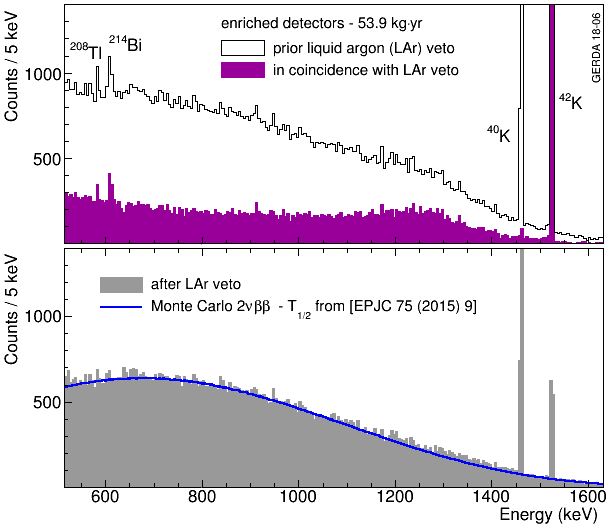 enriched detectors - 53.9 kg·yr
prior liquid argon (LAr) veto
in coincidence with LAr veto
GERDA 18-06
Counts / 5 keV
1000
500
²⁰⁸Tl
²¹⁴Bi
⁴⁰K
⁴²K
after LAr veto
Monte Carlo 2νββ - T₁/₂ from [EPJC 75 (2015) 9]
Counts / 5 keV
1000
500
600 800 1000 1200 1400 1600
Energy (keV)